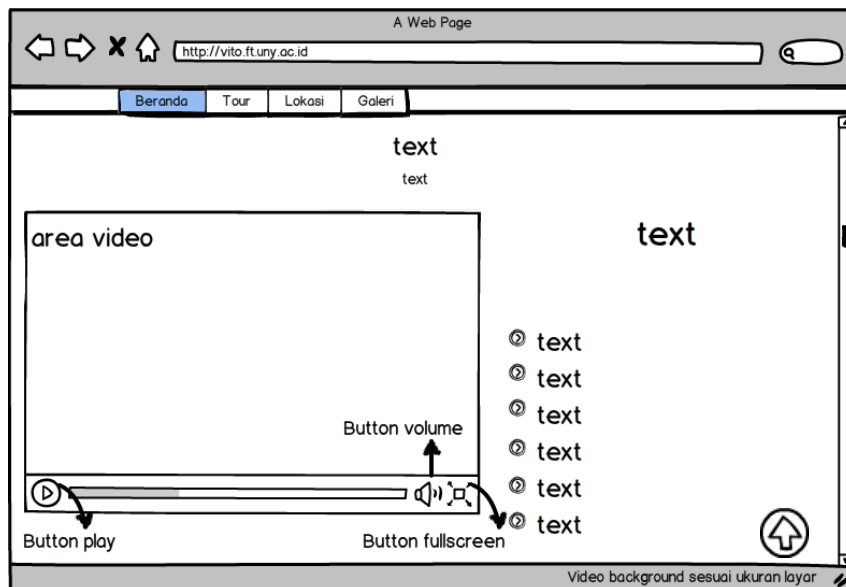 A Web Page
http://vito.ft.uny.ac.id
Beranda Tour Lokasi Galeri
text
text
area video
text
text
text
text
text
text
text
Button volume
Button play
Button fullscreen
Video background sesuai ukuran layar